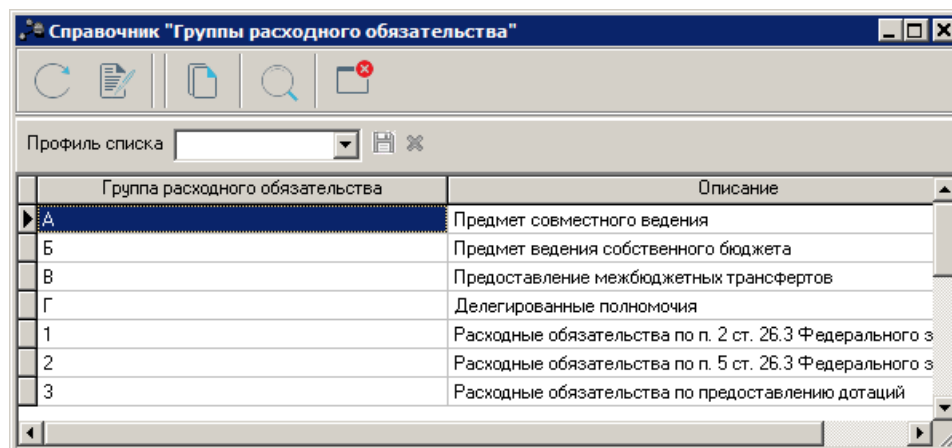 Справочник "Группы расходного обязательства"
Профиль списка
Группа расходного обязательства Описание
А Предмет совместного ведения
Б Предмет ведения собственного бюджета
В Предоставление межбюджетных трансфертов
Г Делегированные полномочия
1 Расходные обязательства по п. 2 ст. 26.3 Федерального з
2 Расходные обязательства по п. 5 ст. 26.3 Федерального з
3 Расходные обязательства по предоставлению дотаций